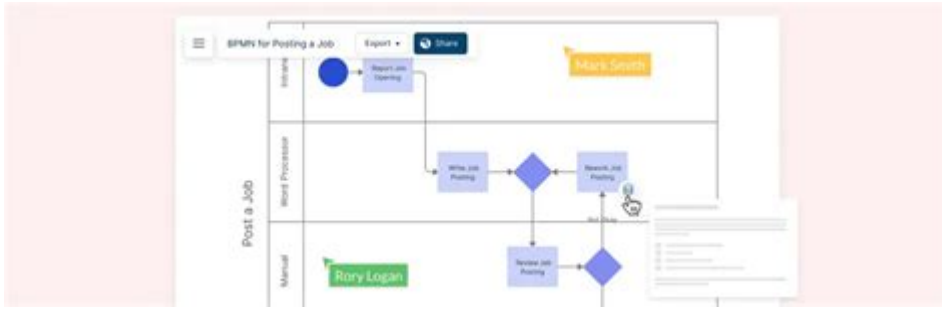 BPMN for Posting a Job
Export
Share
Report Job
Opening
Mark Smith
Word Processor
Write Job
Posting
Rework Job
Posting
Post a Job
Manual
Review Job
Posting
Rory Logan